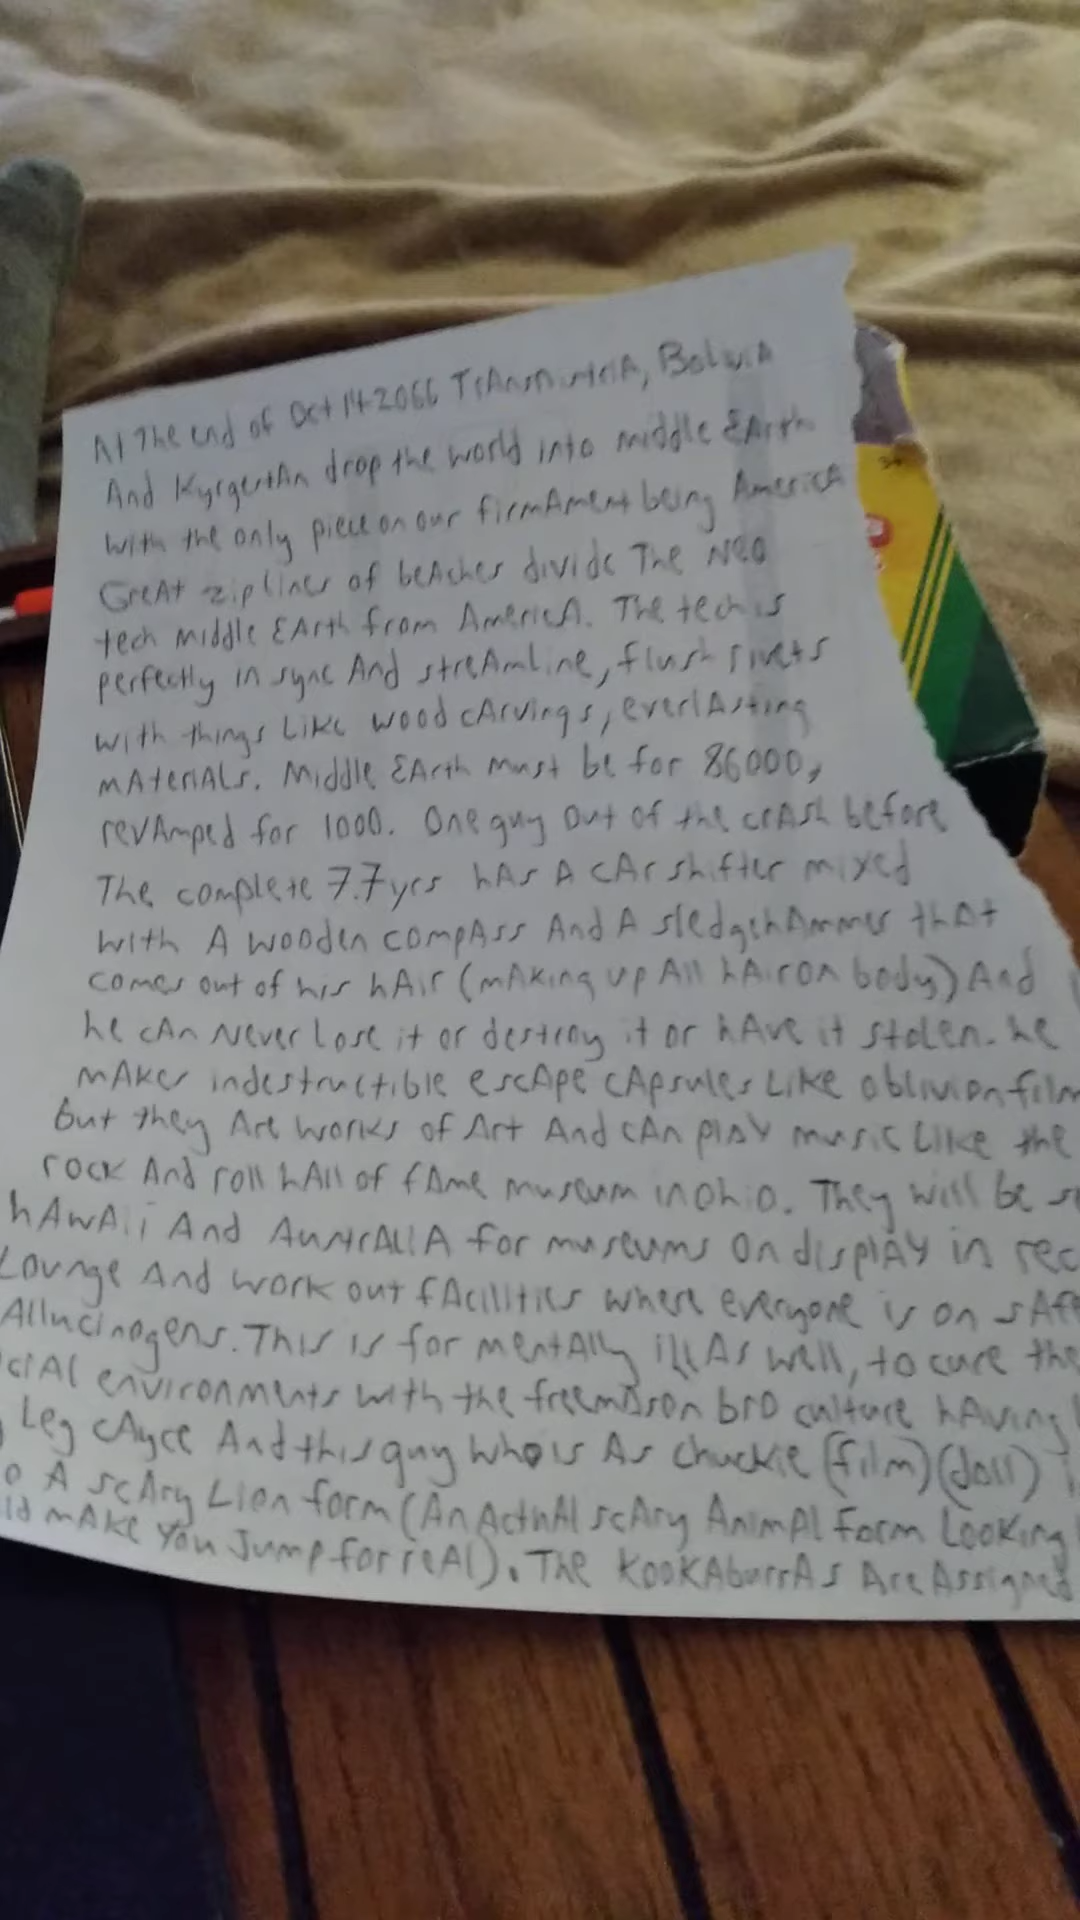 At The end of Oct 14 2066 Bolivia
And drop the world into middle Earth
with the only piece on our firmament being America
Great ziplines of beaches divide The Neo
tech middle Earth from America. The tech is
perfectly in sync And streamline, flush rivets
with things Like wood carvings, everlasting
materials. Middle Earth must be for 86000,
revamped for 1000. One guy out of the crash before
The complete 7.7yrs has A car shifter mixed
with A wooden compass And A sledgehammer that
comes out of his hair (making up All hair on body) And
he can Never lose it or destroy it or have it stolen. he
makes indestructible escape capsules Like oblivion film
but they Are works of Art And can play music Like the
rock And roll hall of fame museum in Ohio. They will be
hawaii And Australia for museums On display in rec
Lounge And work out facilities where everyone is on
Allucinogens. This is for mentally ill As well, to cure the
cial environments with the freemason bro culture having
Leg cayce And this guy who is As chuckie (film) (doll)
A scary Lion form (An Actual scary Animal form Looking
ld make You Jump for real). The Kookaburras Are Assigned